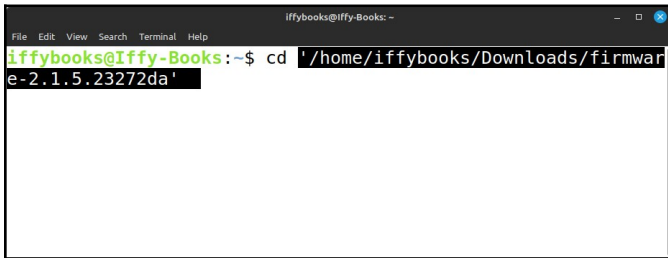 iffybooks@Iffy-Books: ~
File Edit View Search Terminal Help
iffybooks@Iffy-Books:~$ cd '/home/iffybooks/Downloads/firmwar
e-2.1.5.23272da'